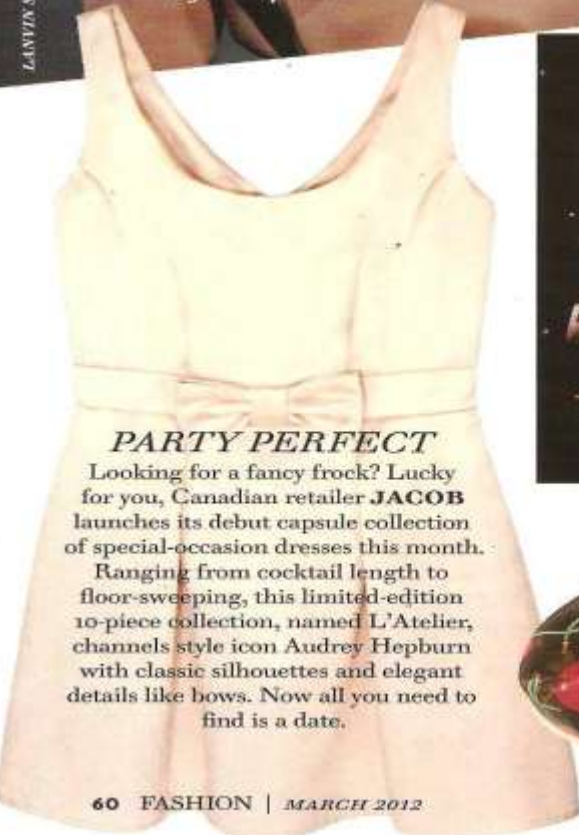 LANVIN S
PARTY PERFECT
Looking for a fancy frock? Lucky
for you, Canadian retailer JACOB
launches its debut capsule collection
of special-occasion dresses this month.
Ranging from cocktail length to
floor-sweeping, this limited-edition
10-piece collection, named L'Atelier,
channels style icon Audrey Hepburn
with classic silhouettes and elegant
details like bows. Now all you need to
find is a date.
60 FASHION | MARCH 2012